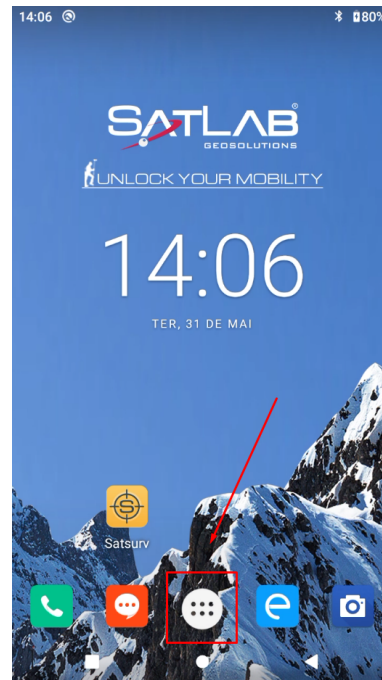 14:06 80%
SATLAB
GEOSOLUTIONS
UNLOCK YOUR MOBILITY
14:06
TER, 31 DE MAI
Satsurv